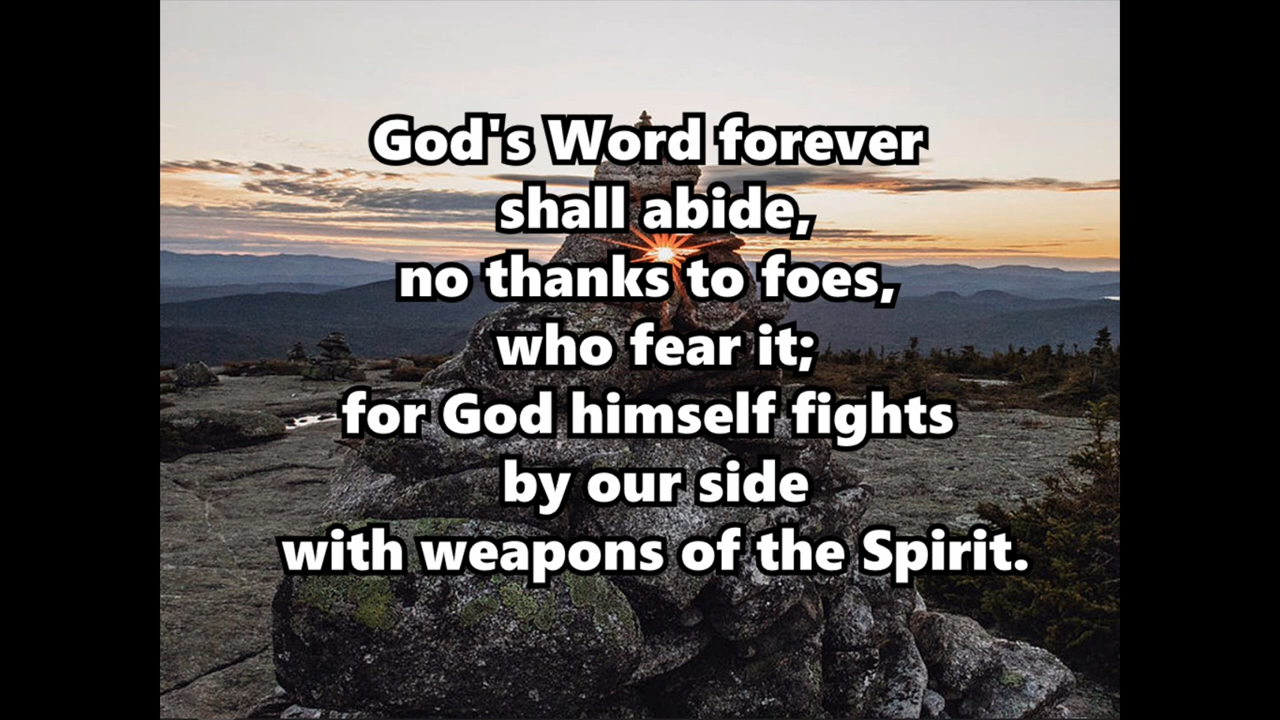 God's Word forever
shall abide,
no thanks to foes,
who fear it;
for God himself fights
by our side
with weapons of the Spirit.